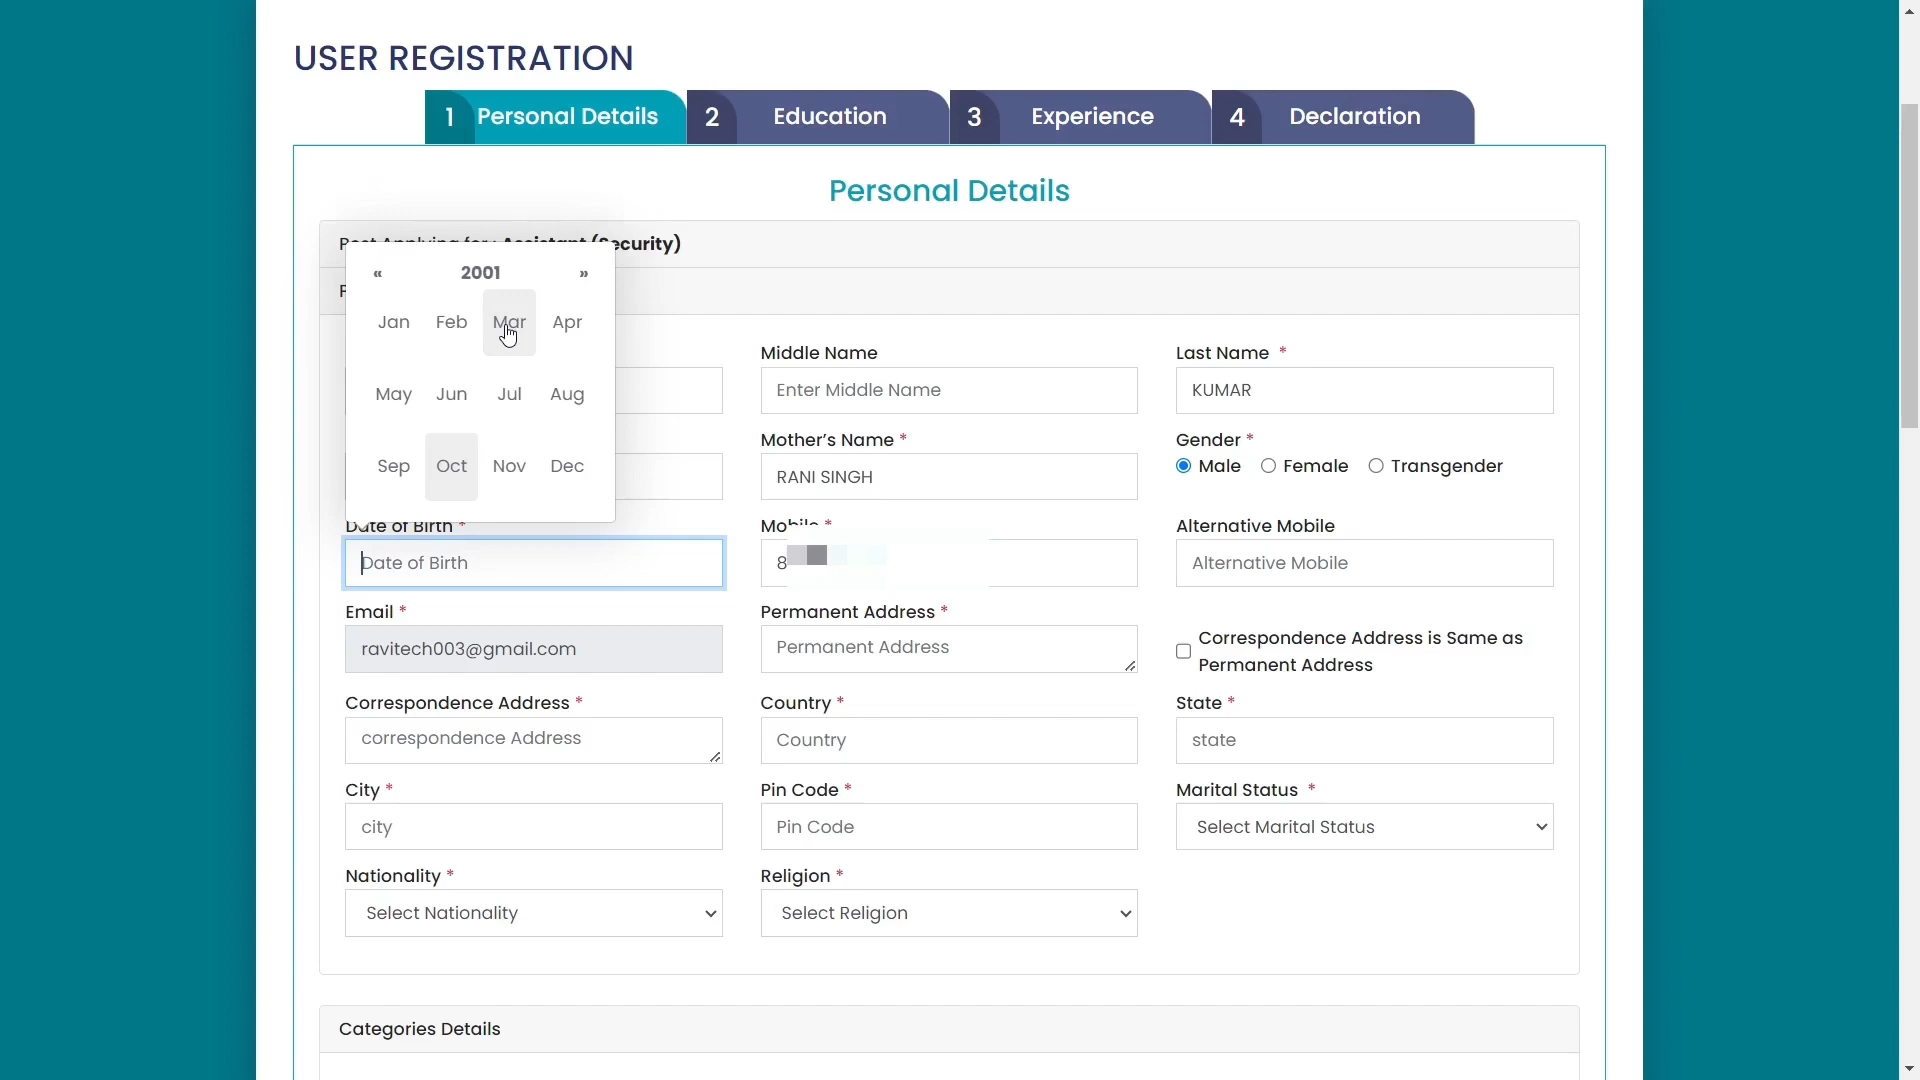 USER REGISTRATION
1 Personal Details 2 Education 3 Experience 4 Declaration
Personal Details
Assistant (Security)
« 2001 »
Jan Feb Mar Apr
May Jun Jul Aug
Sep Oct Nov Dec
Middle Name
Enter Middle Name
Last Name *
KUMAR
Mother's Name *
RANI SINGH
Gender *
Male Female Transgender
Date of Birth *
Date of Birth
Mobile *
8
Alternative Mobile
Alternative Mobile
Email *
ravitech003@gmail.com
Permanent Address *
Permanent Address
Correspondence Address is Same as
Permanent Address
Correspondence Address *
correspondence Address
Country *
Country
State *
state
City *
city
Pin Code *
Pin Code
Marital Status *
Select Marital Status
Nationality *
Select Nationality
Religion *
Select Religion
Categories Details